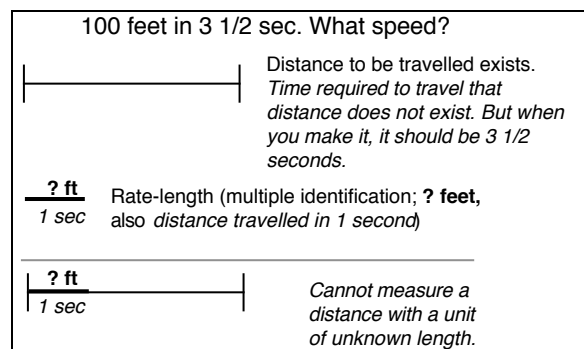 100 feet in 3 1/2 sec. What speed?
Distance to be travelled exists.
Time required to travel that
distance does not exist. But when
you make it, it should be 3 1/2
seconds.
? ft
1 sec
Rate-length (multiple identification; ? feet,
also distance travelled in 1 second)
? ft
1 sec
Cannot measure a
distance with a unit
of unknown length.